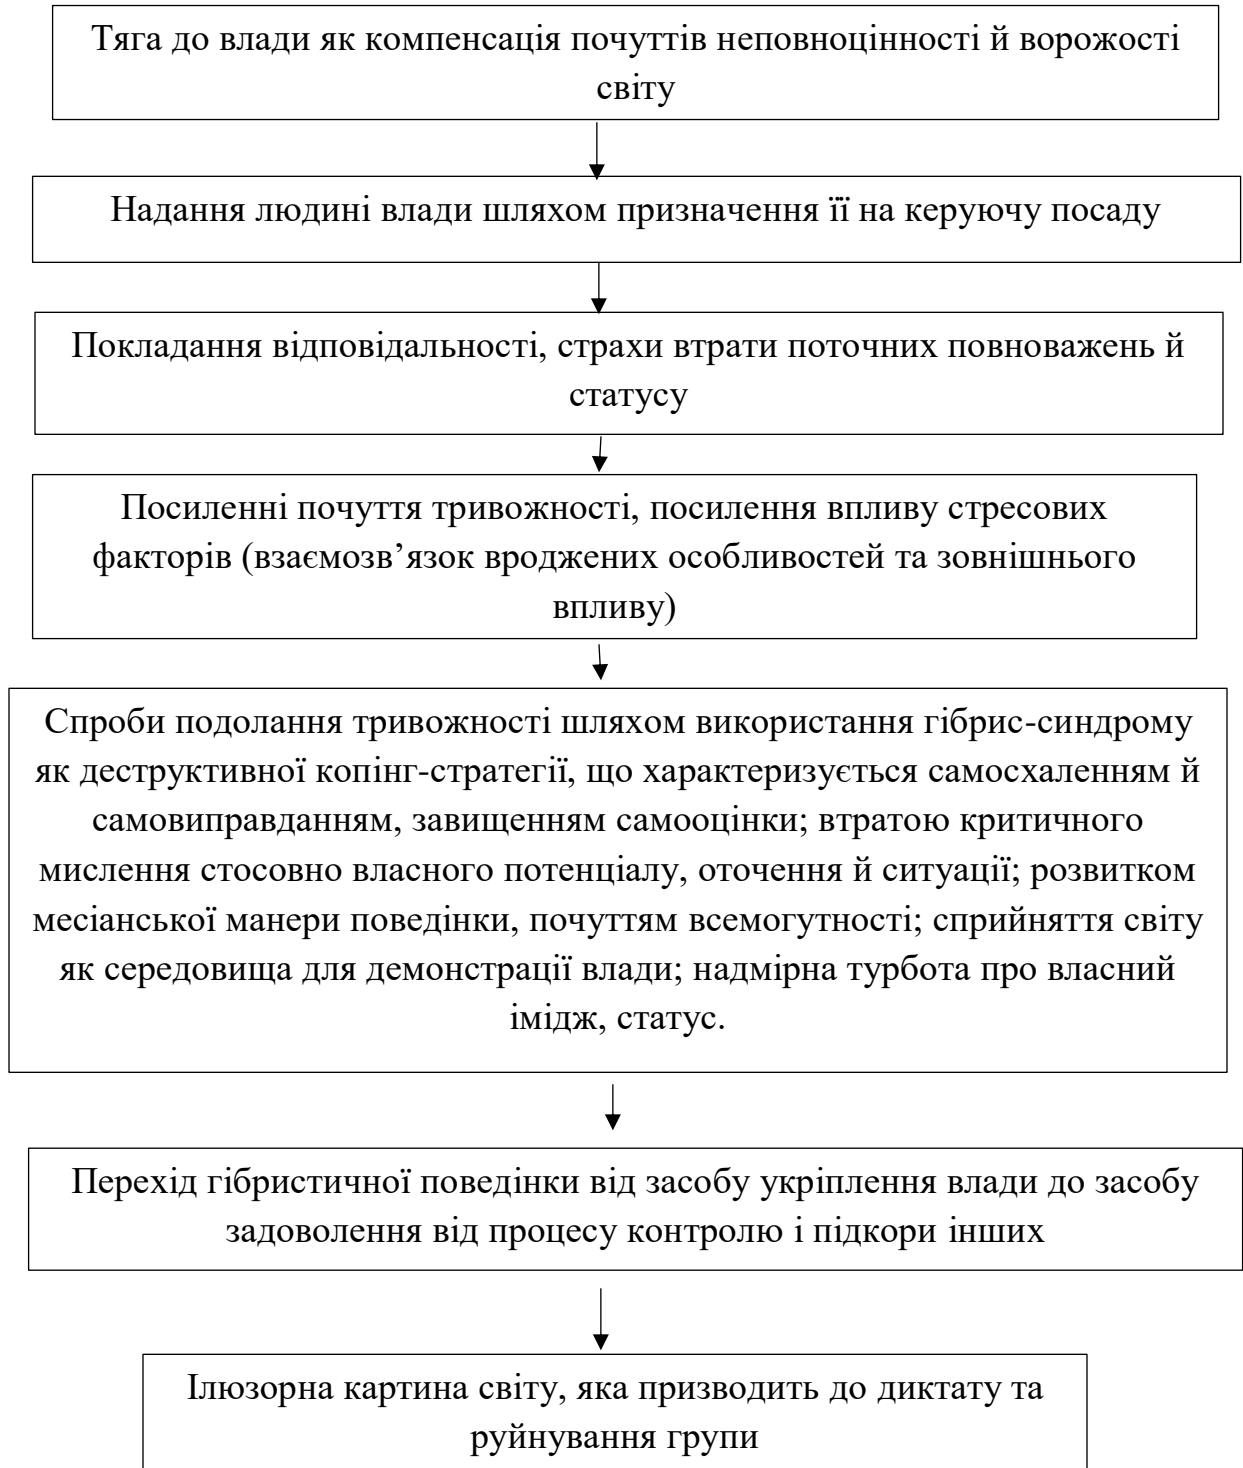 Тяга до влади як компенсація почуттів неповноцінності й ворожості
світу
Надання людині влади шляхом призначення її на керуючу посаду
Покладання відповідальності, страхи втрати поточних повноважень й
статусу
Посиленні почуття тривожності, посилення впливу стресових
факторів (взаємозв’язок вроджених особливостей та зовнішнього
впливу)
Спроби подолання тривожності шляхом використання гібрис-синдрому
як деструктивної копінг-стратегії, що характеризується самосхаленням й
самовиправданням, завищенням самооцінки; втратою критичного
мислення стосовно власного потенціалу, оточення й ситуації; розвитком
месіанської манери поведінки, почуттям всемогутності; сприйняття світу
як середовища для демонстрації влади; надмірна турбота про власний
імідж, статус.
Перехід гібристичної поведінки від засобу укріплення влади до засобу
задоволення від процесу контролю і підкори інших
Ілюзорна картина світу, яка призводить до диктату та
руйнування групи